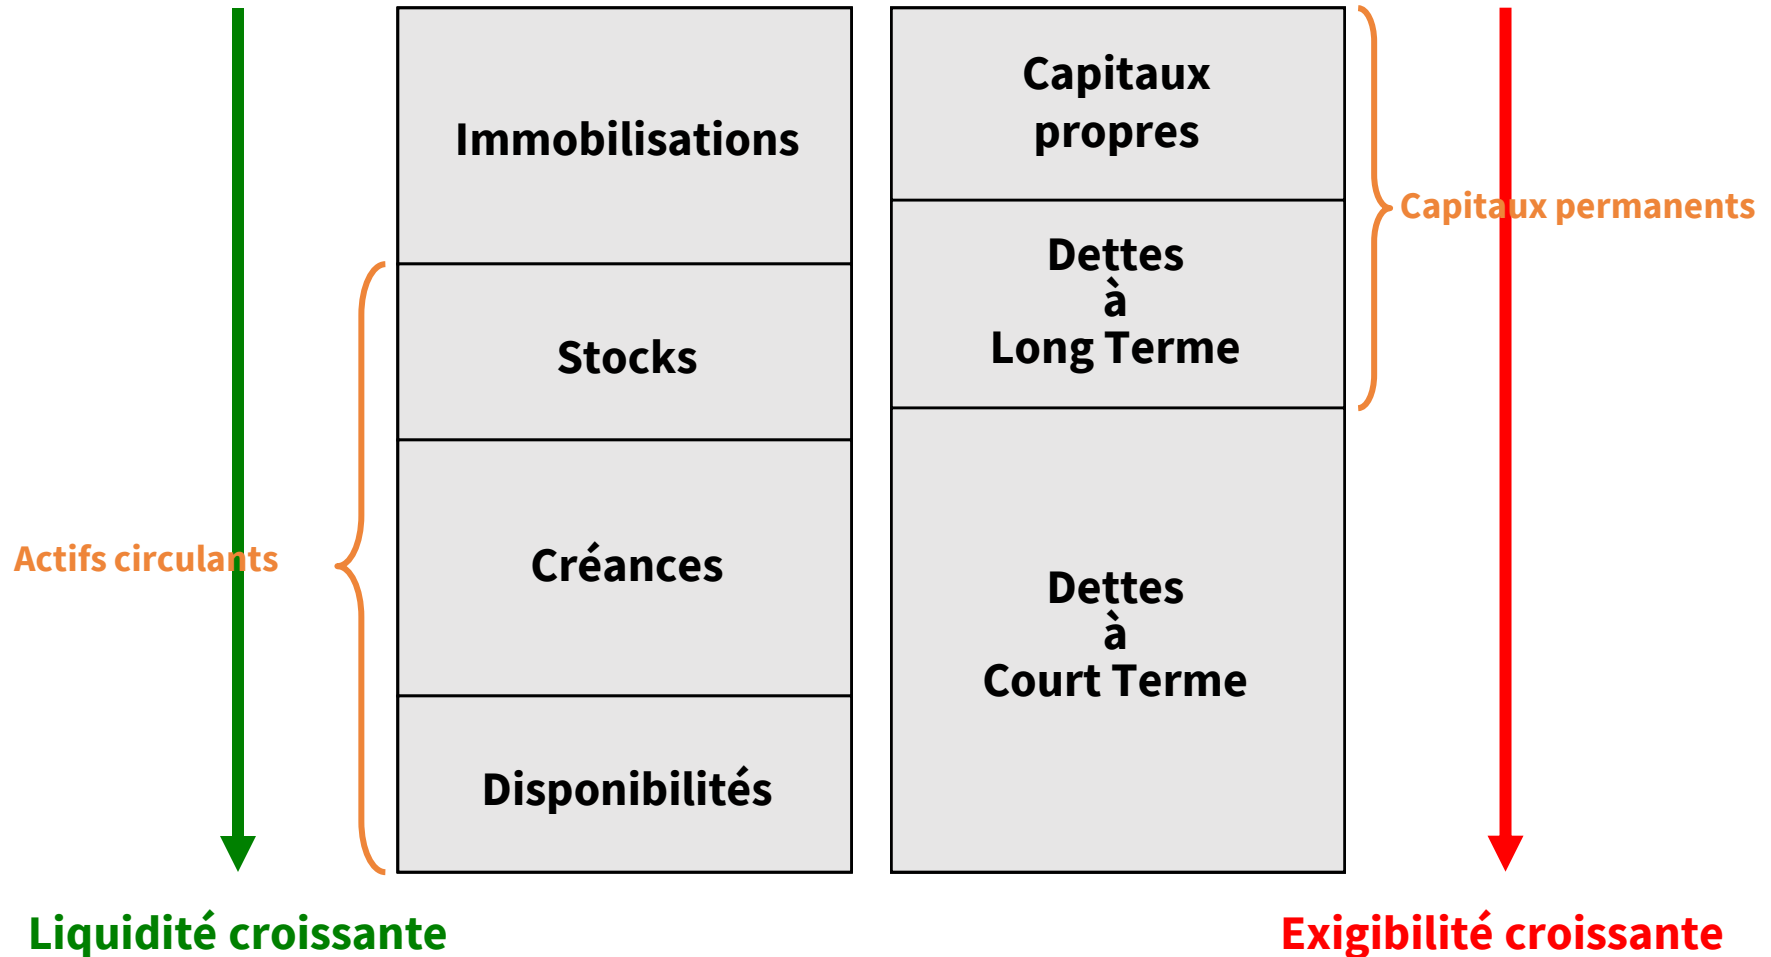 Immobilisations
Stocks
Créances
Disponibilités
Actifs circulants
Liquidité croissante
Capitaux
propres
Dettes
à
Long Terme
Dettes
à
Court Terme
Capitaux permanents
Exigibilité croissante